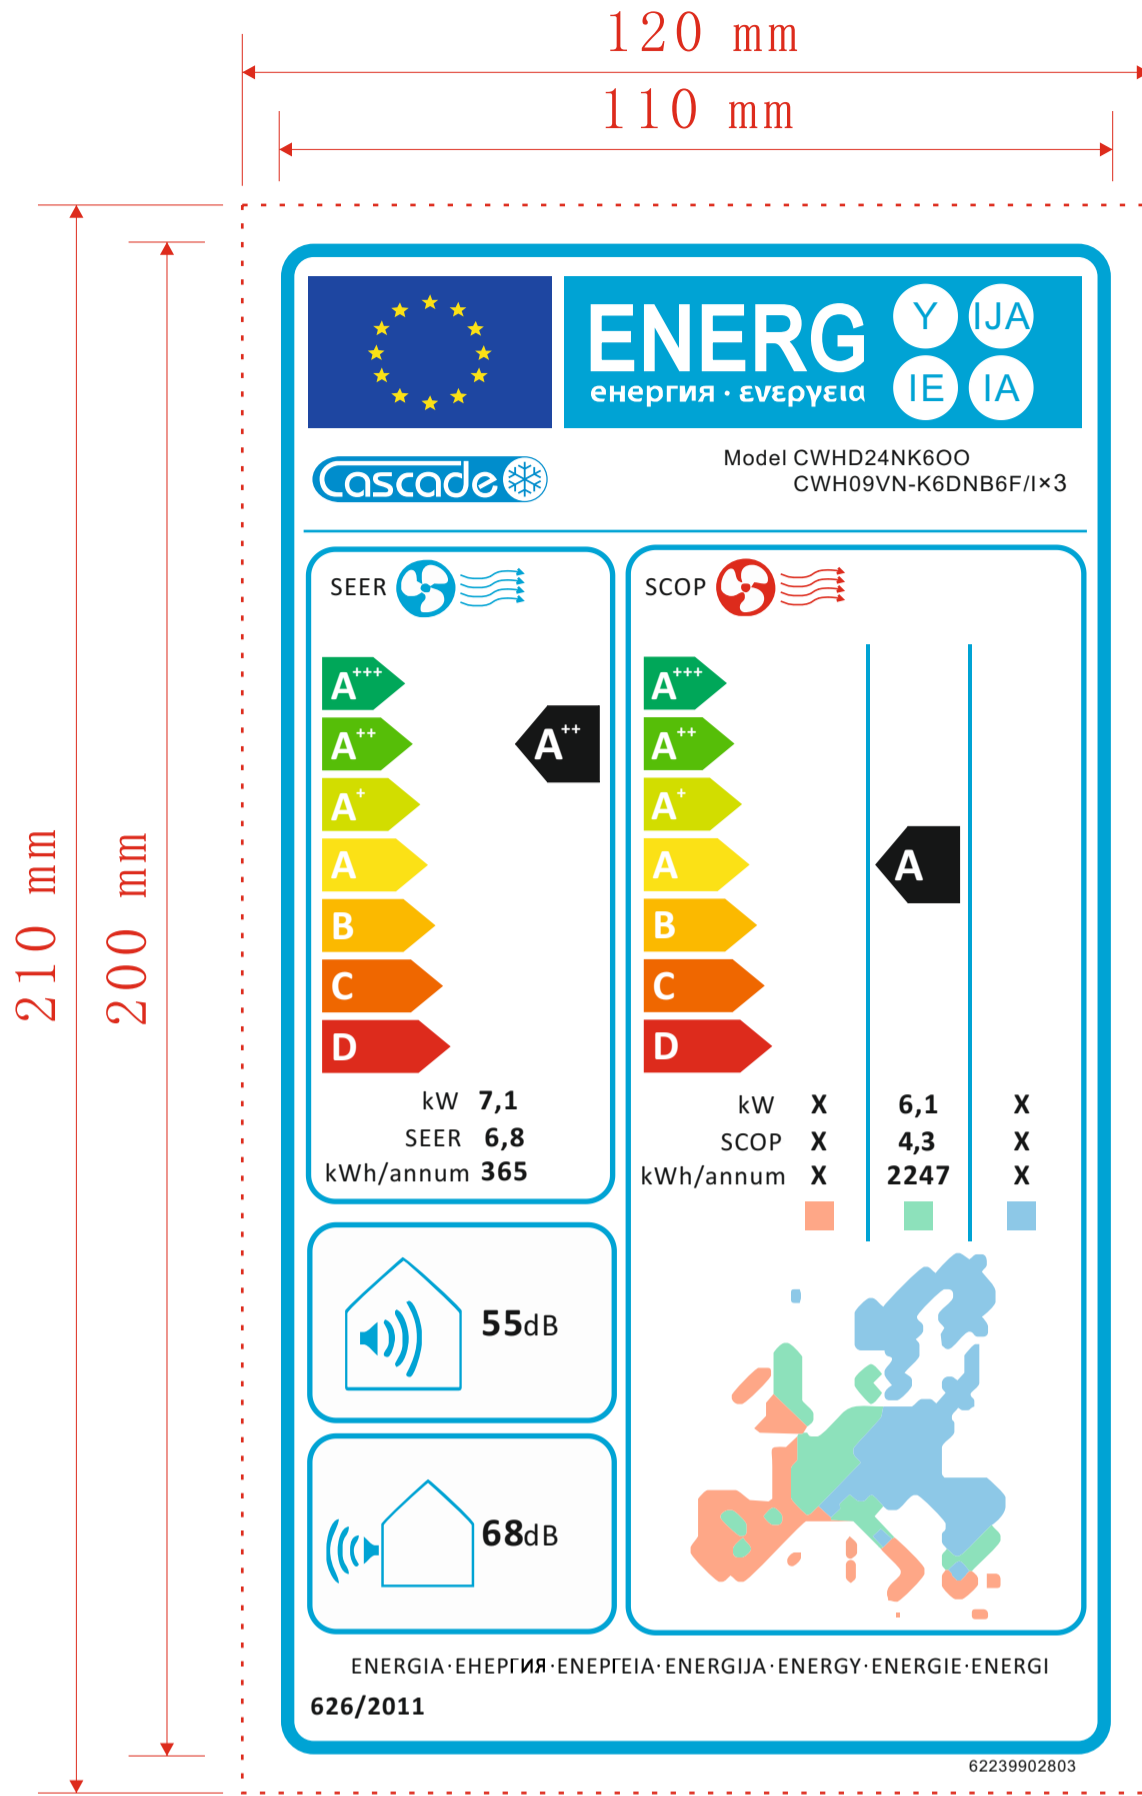 120 mm
110 mm
210 mm
200 mm
ENERG
енергия · ενεργεια
Y IJA
IE IA
Cascade
Model CWHD24NK6OO
CWH09VN-K6DNB6F/I×3
SEER
A+++
A++
A+
A
B
C
D
A++
kW 7,1
SEER 6,8
kWh/annum 365
SCOP
A+++
A++
A+
A
B
C
D
A
kW X 6,1 X
SCOP X 4,3 X
kWh/annum X 2247 X
55dB
68dB
ENERGIA·ЕНЕРГИЯ·ΕΝΕΡΓΕΙΑ·ENERGIJA·ENERGY·ENERGIE·ENERGI
626/2011
62239902803